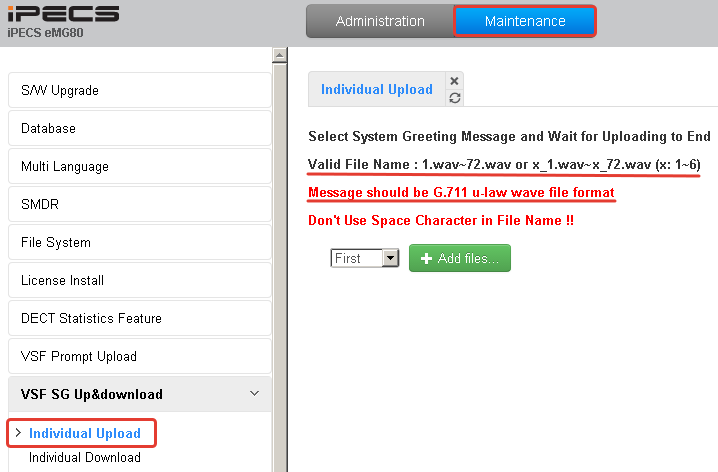 iPECS
iPECS eMG80
Administration
Maintenance
S/W Upgrade
Database
Multi Language
SMDR
File System
License Install
DECT Statistics Feature
VSF Prompt Upload
VSF SG Up&download
Individual Upload
Individual Download
Individual Upload
Select System Greeting Message and Wait for Uploading to End
Valid File Name : 1.wav~72.wav or x_1.wav~x_72.wav (x: 1~6)
Message should be G.711 u-law wave file format
Don't Use Space Character in File Name !!
First
Add files...